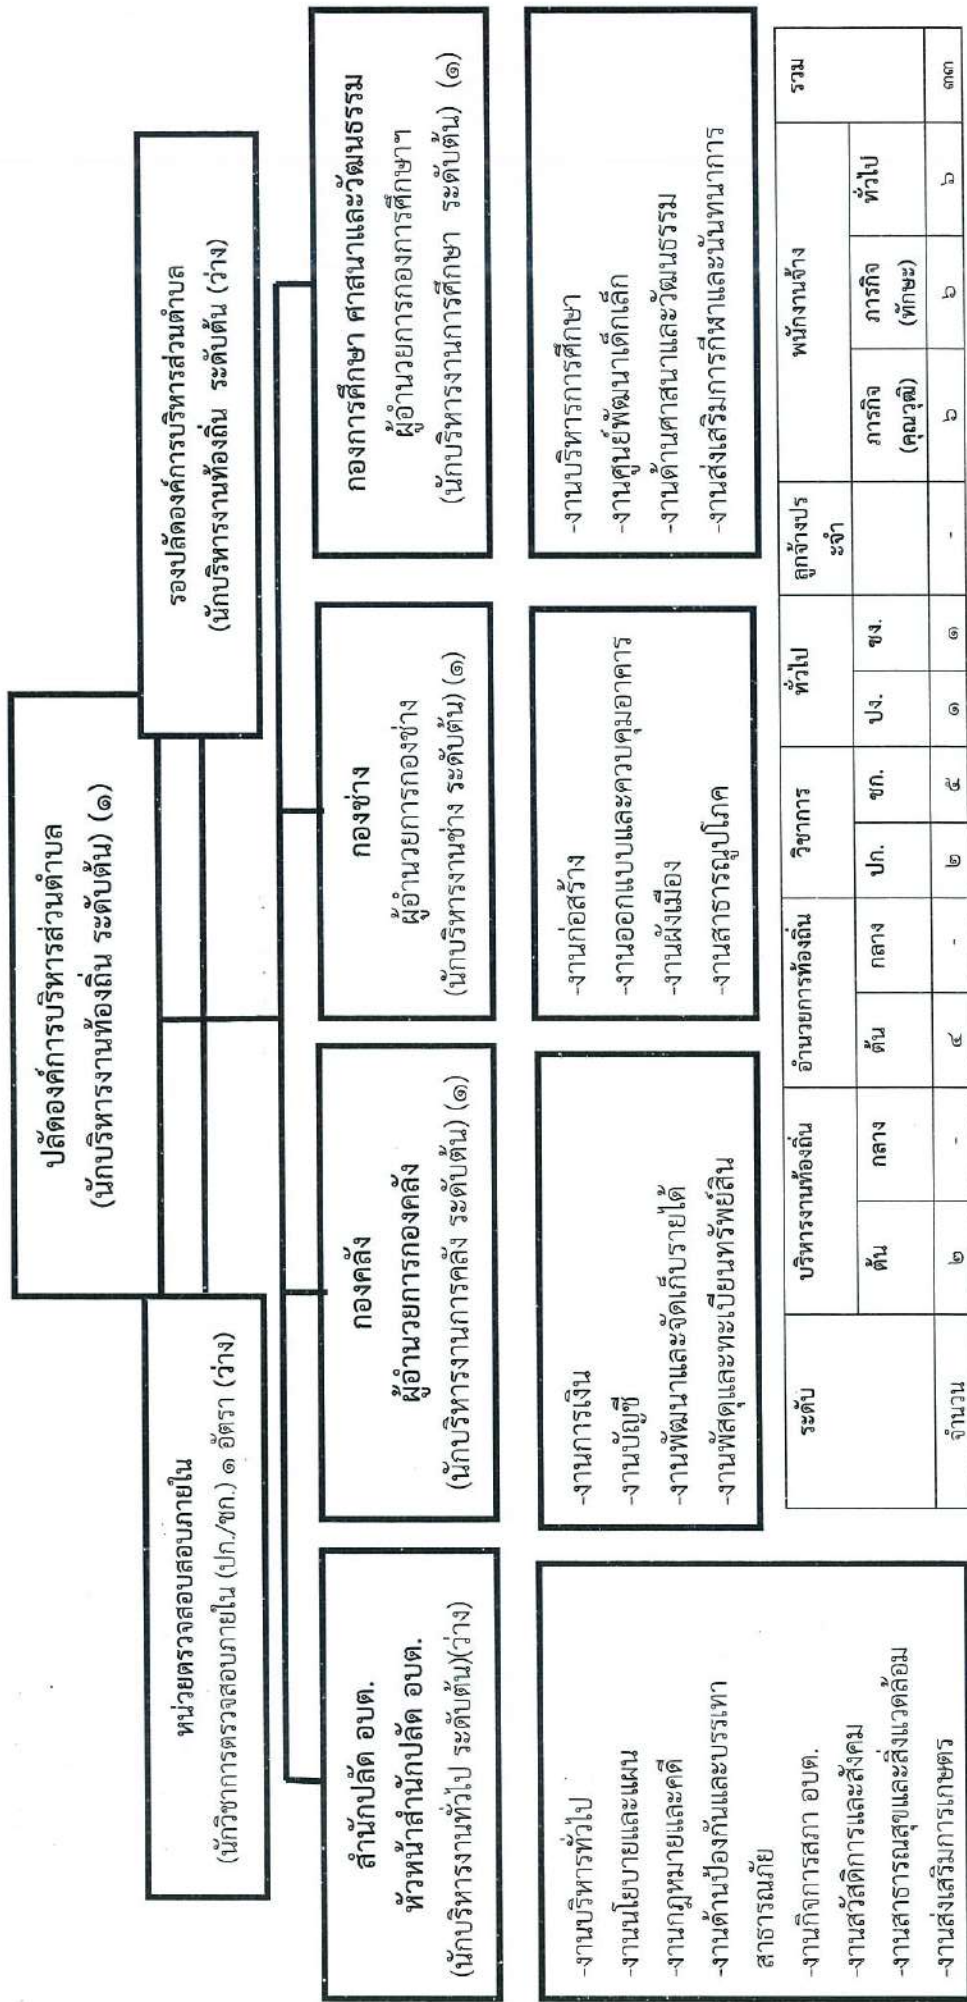 ปลัดองค์การบริหารส่วนตำบล
(นักบริหารงานท้องถิ่น ระดับต้น) (๑)
หน่วยตรวจสอบสอบภายใน
(นักวิชาการตรวจสอบภายใน (ปก./ชก.) ๑ อัตรา (ว่าง)
รองปลัดองค์การบริหารส่วนตำบล
(นักบริหารงานท้องถิ่น ระดับต้น (ว่าง)
สำนักปลัด อบต.
หัวหน้าสำนักปลัด อบต.
(นักบริหารงานทั่วไป ระดับต้น)(ว่าง)
กองคลัง
ผู้อำนวยการกองคลัง
(นักบริหารงานการคลัง ระดับต้น) (๑)
กองช่าง
ผู้อำนวยการกองช่าง
(นักบริหารงานช่าง ระดับต้น) (๑)
กองการศึกษา ศาสนาและวัฒนธรรม
ผู้อำนวยการกองการศึกษาฯ
(นักบริหารงานการศึกษา ระดับต้น) (๑)
-งานบริหารทั่วไป
-งานนโยบายและแผน
-งานกฎหมายและคดี
-งานด้านป้องกันและบรรเทา
สาธารณภัย
-งานกิจการสภา อบต.
-งานสวัสดิการและสังคม
-งานสาธารณสุขและสิ่งแวดล้อม
-งานส่งเสริมการเกษตร
-งานการเงิน
-งานบัญชี
-งานพัฒนาและจัดเก็บรายได้
-งานพัสดุและทะเบียนทรัพย์สิน
-งานก่อสร้าง
-งานออกแบบและควบคุมอาคาร
-งานผังเมือง
-งานสาธารณูปโภค
-งานบริหารการศึกษา
-งานศูนย์พัฒนาเด็กเล็ก
-งานด้านศาสนาและวัฒนธรรม
-งานส่งเสริมการกีฬาและนันทนาการ
ระดับ บริหารงานท้องถิ่น อำนวยการท้องถิ่น วิชาการ ทั่วไป ลูกจ้างปร พนักงานจ้าง รวม
ะจำ
ต้น กลาง ต้น กลาง ปก. ชก. ปง. ชง. ภารกิจ ภารกิจ ทั่วไป
(คุณวุฒิ) (ทักษะ)
จำนวน ๒ - ๔ - ๒ ๕ ๑ ๑ - ๖ ๖ ๖ ๓๓